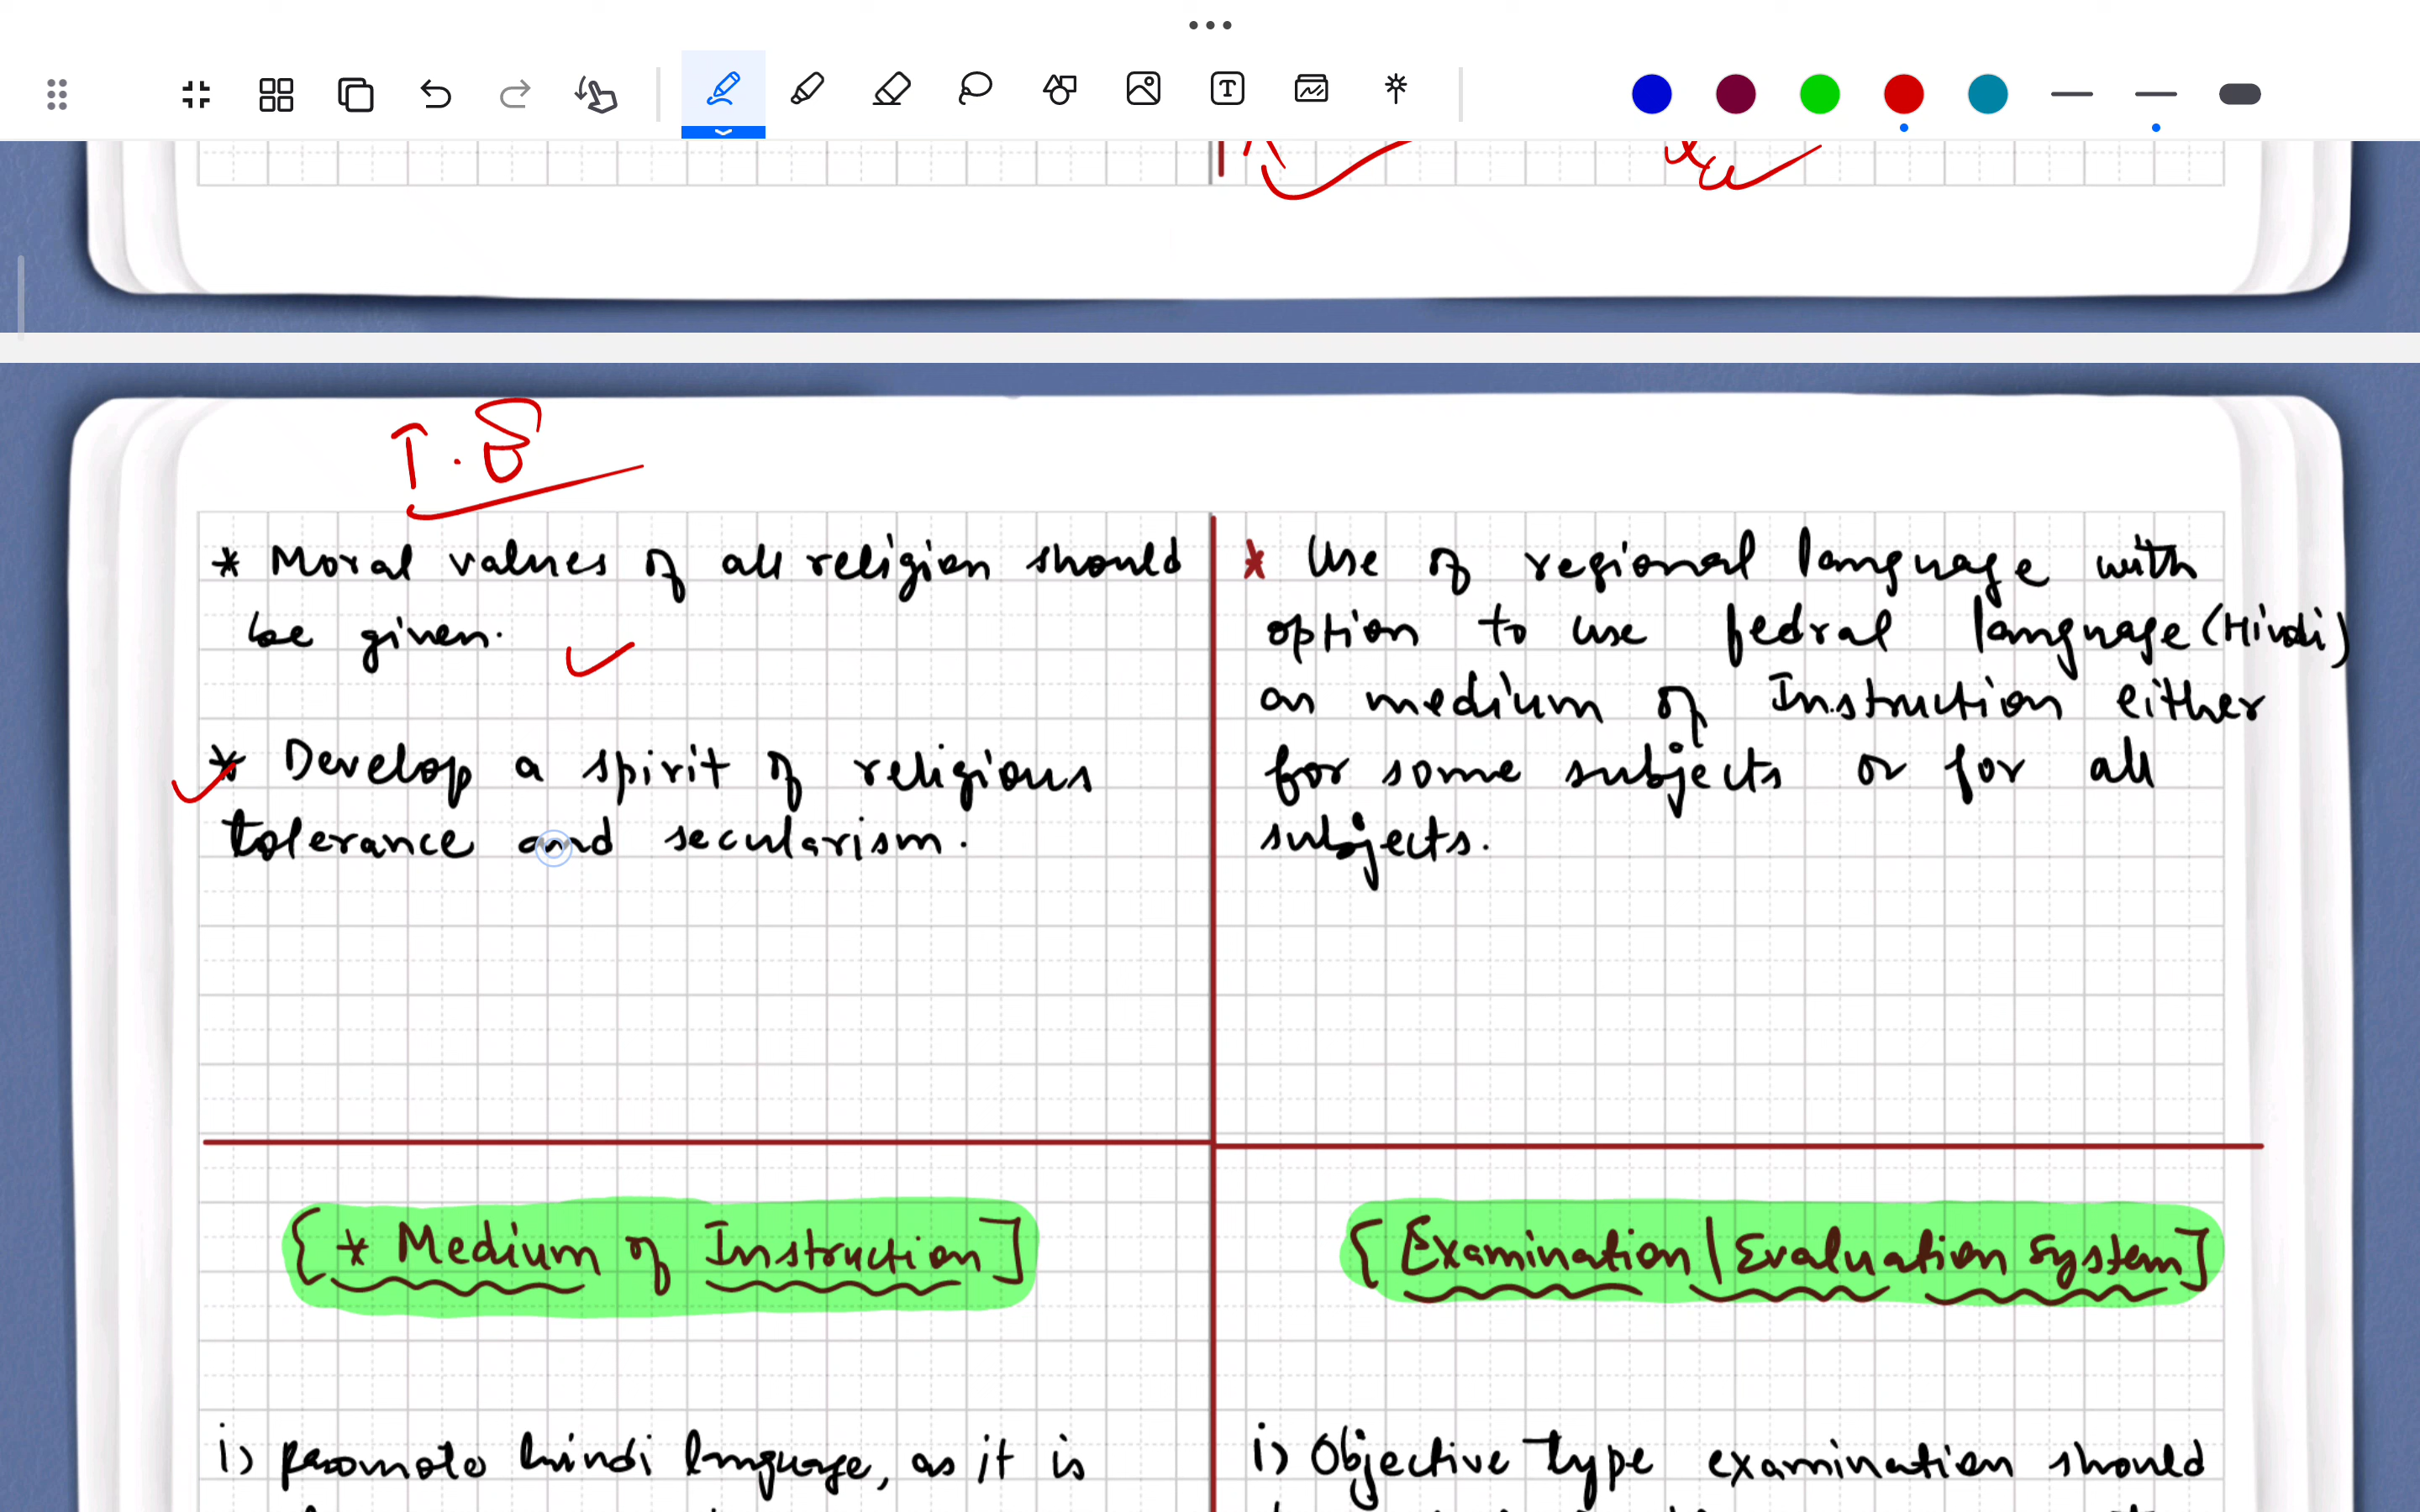 * Moral values of all religion should
be given.
* Develop a spirit of religious
tolerance and secularism.
* Use of regional language with
option to use fedral language (Hindi)
as medium of Instruction either
for some subjects or for all
subjects.
{* Medium of Instruction]
i) promote hindi language, as it is
{Examination | Evaluation system]
i) Objective Type examination should